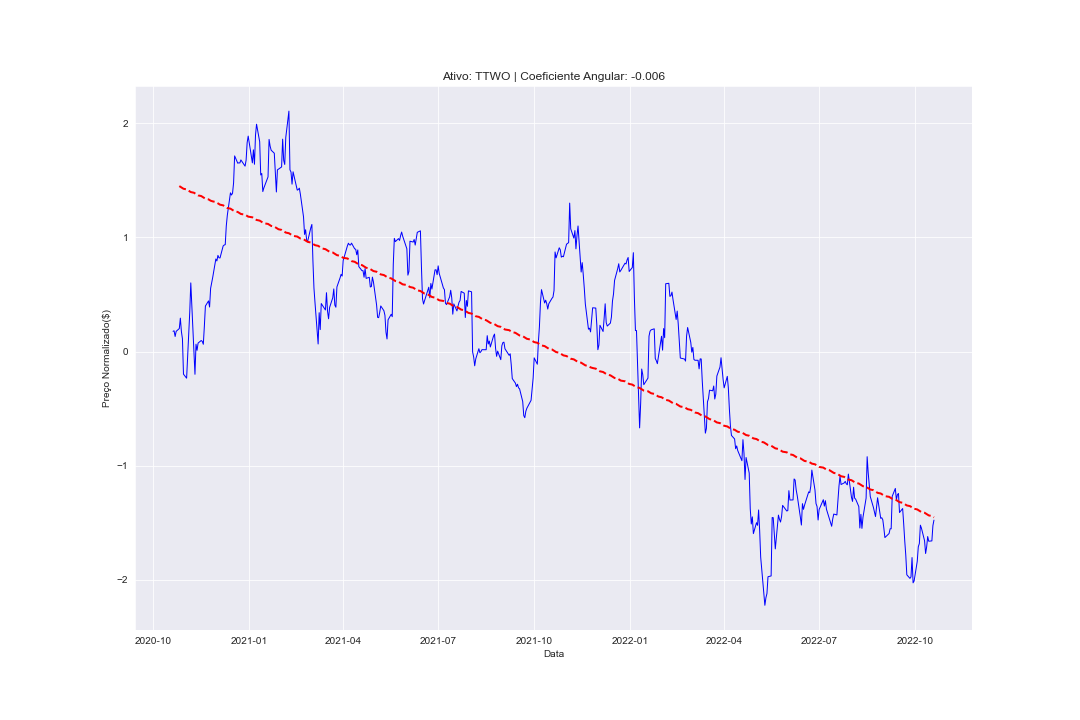 Ativo: TTWO | Coeficiente Angular: -0.006
Preço Normalizado($)
2
1
0
−1
−2
2020-10 2021-01 2021-04 2021-07 2021-10 2022-01 2022-04 2022-07 2022-10
Data